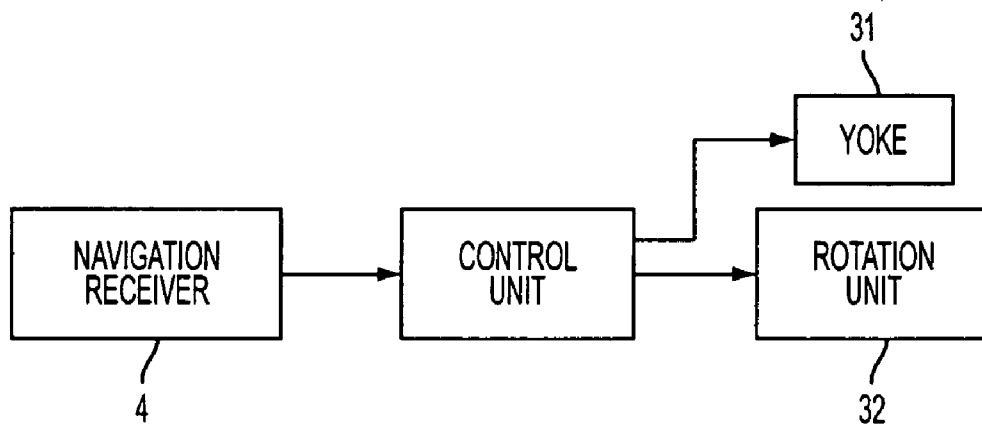 31
YOKE
NAVIGATION
RECEIVER
CONTROL
UNIT
ROTATION
UNIT
4
32